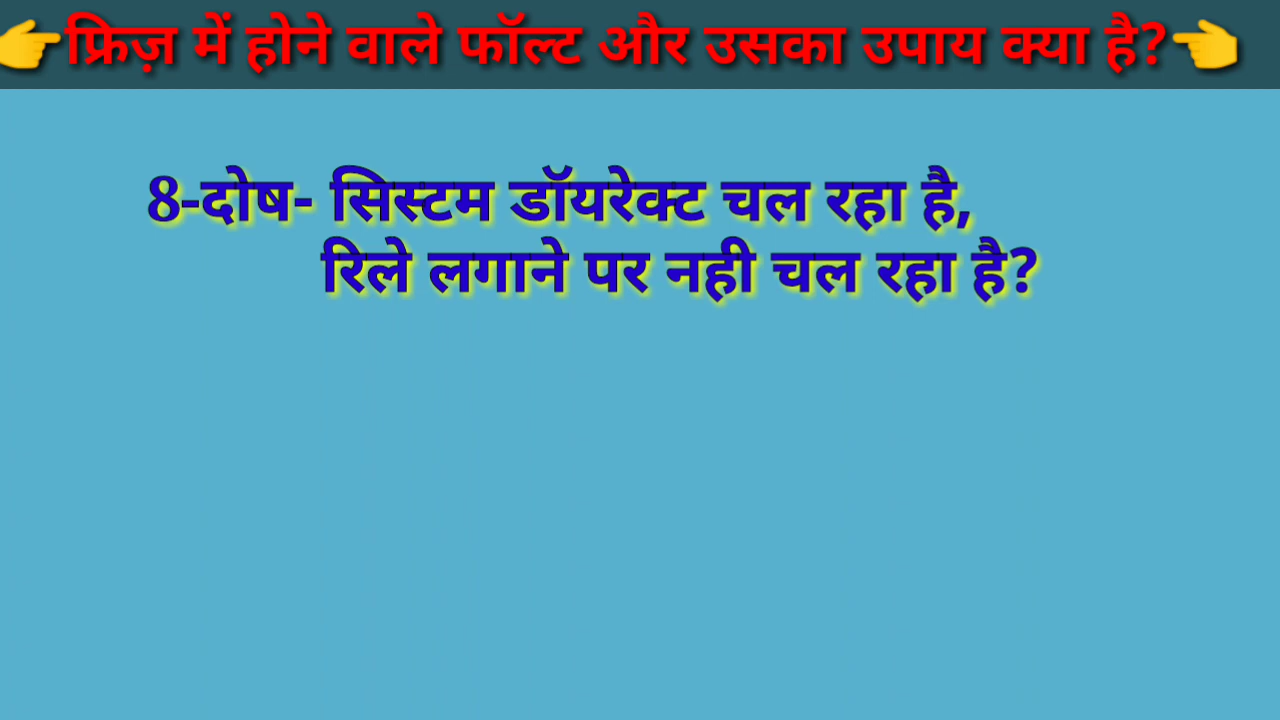 👉फ्रिज़ में होने वाले फॉल्ट और उसका उपाय क्या है?👈
8-दोष- सिस्टम डॉयरेक्ट चल रहा है,
रिले लगाने पर नही चल रहा है?